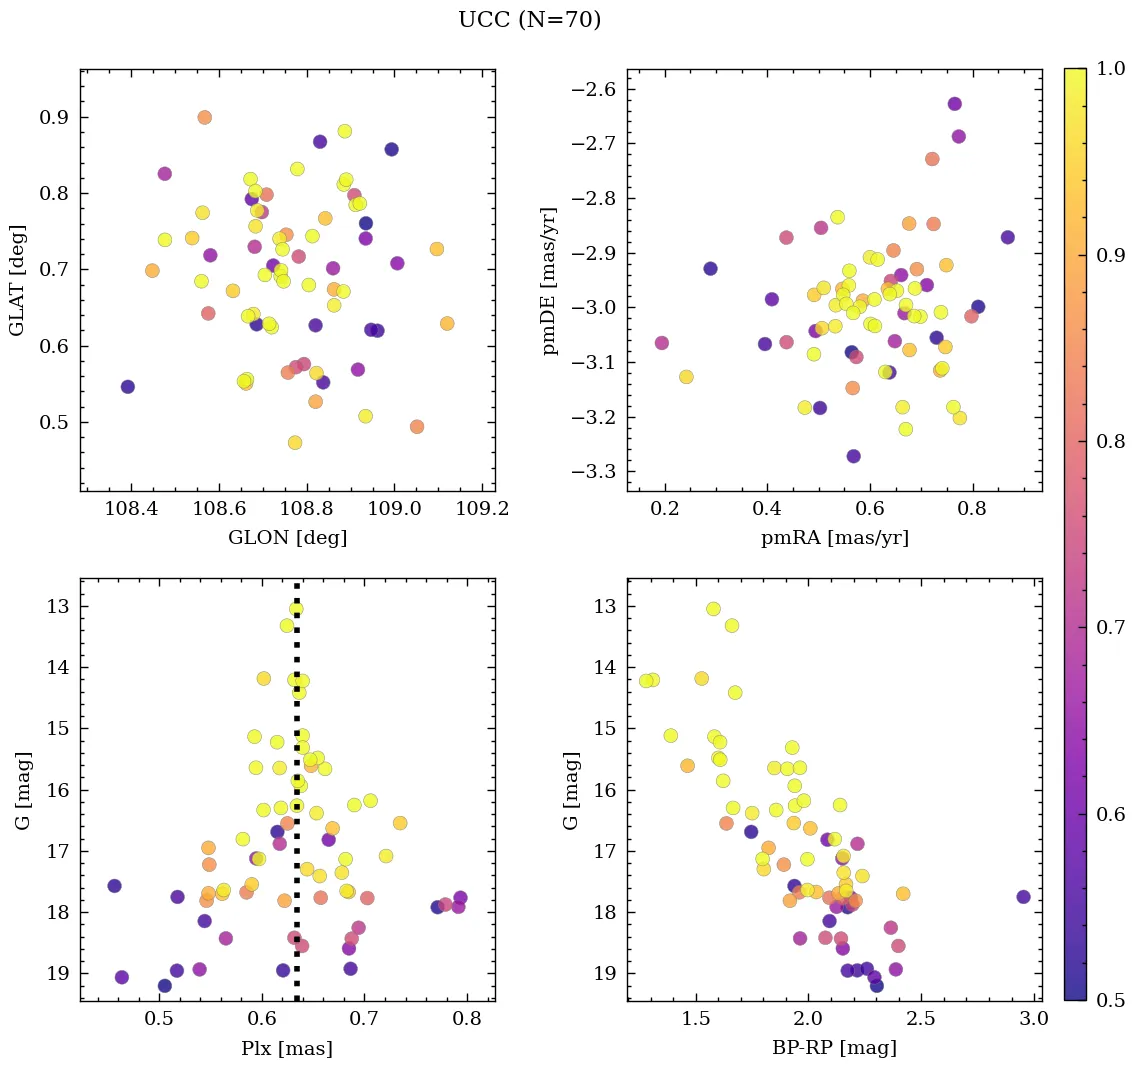 UCC (N=70)
0.9
0.8
0.7
0.6
0.5
GLAT [deg]
108.4 108.6 108.8 109.0 109.2
GLON [deg]
−2.6
−2.7
−2.8
−2.9
−3.0
−3.1
−3.2
−3.3
pmDE [mas/yr]
0.2 0.4 0.6 0.8
pmRA [mas/yr]
13
14
15
16
17
18
19
G [mag]
0.5 0.6 0.7 0.8
Plx [mas]
13
14
15
16
17
18
19
G [mag]
1.5 2.0 2.5 3.0
BP-RP [mag]
1.0
0.9
0.8
0.7
0.6
0.5